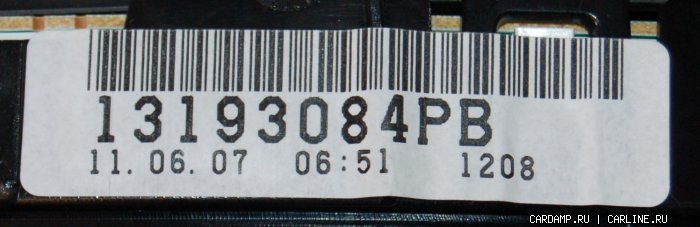 13193084PB
11.06.07 06:51 1208
CARDAMP.RU | CARLINE.RU